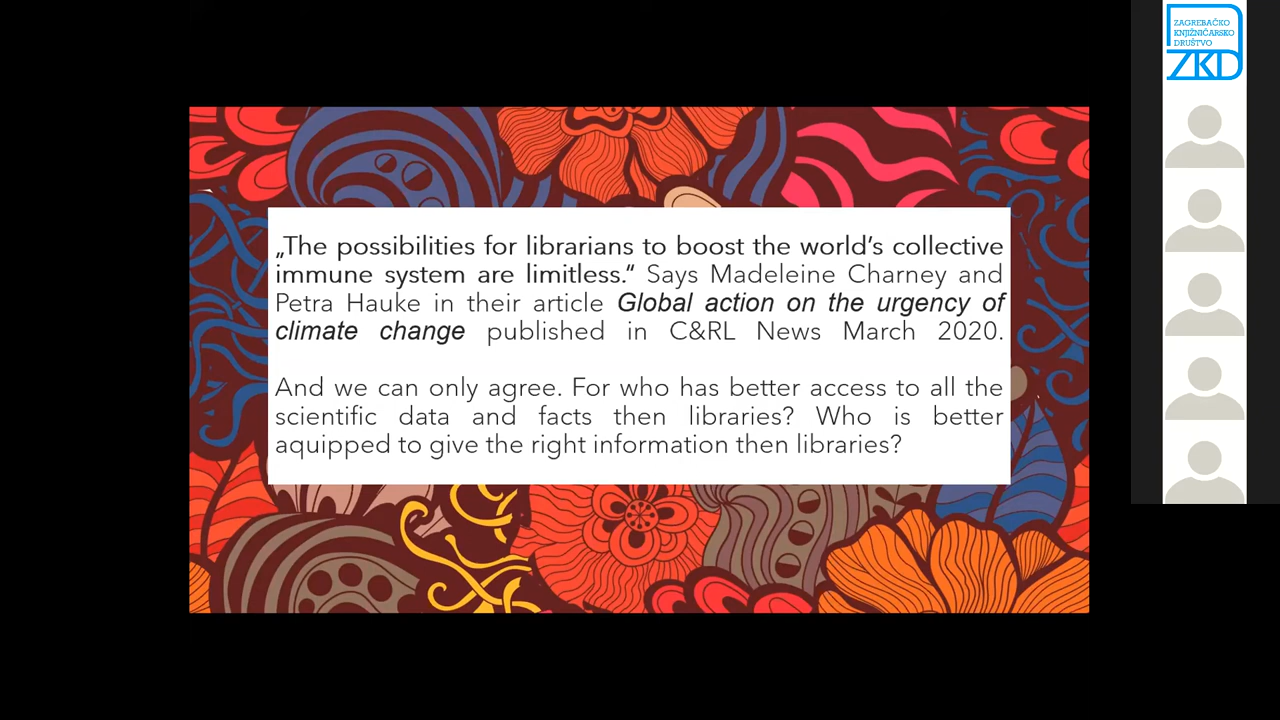 „The possibilities for librarians to boost the world's collective
immune system are limitless.“ Says Madeleine Charney and
Petra Hauke in their article Global action on the urgency of
climate change published in C&RL News March 2020.
And we can only agree. For who has better access to all the
scientific data and facts then libraries? Who is better
aquipped to give the right information then libraries?
ZAGREBAČKO
KNJIŽNIČARSKO
DRUŠTVO
ZKD